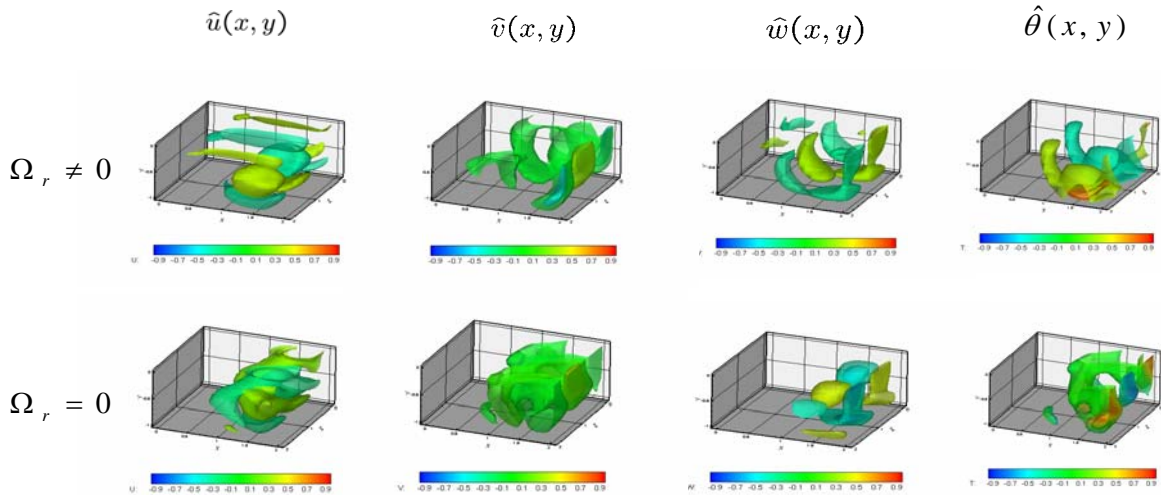 û(x, y) v̂(x, y) ŵ(x, y) θ̂(x, y)
Ω r ≠ 0
U: -0.9 -0.7 -0.5 -0.3 -0.1 0.1 0.3 0.5 0.7 0.9
-0.9 -0.7 -0.5 -0.3 -0.1 0.1 0.3 0.5 0.7 0.9
-0.9 -0.7 -0.5 -0.3 -0.1 0.1 0.3 0.5 0.7 0.9
T: -0.9 -0.7 -0.5 -0.3 -0.1 0.1 0.3 0.5 0.7 0.9
Ω r = 0
U: -0.9 -0.7 -0.5 -0.3 -0.1 0.1 0.3 0.5 0.7 0.9
V: -0.9 -0.7 -0.5 -0.3 -0.1 0.1 0.3 0.5 0.7 0.9
W: -0.9 -0.7 -0.5 -0.3 -0.1 0.1 0.3 0.5 0.7 0.9
T: -0.9 -0.7 -0.5 -0.3 -0.1 0.1 0.3 0.5 0.7 0.9